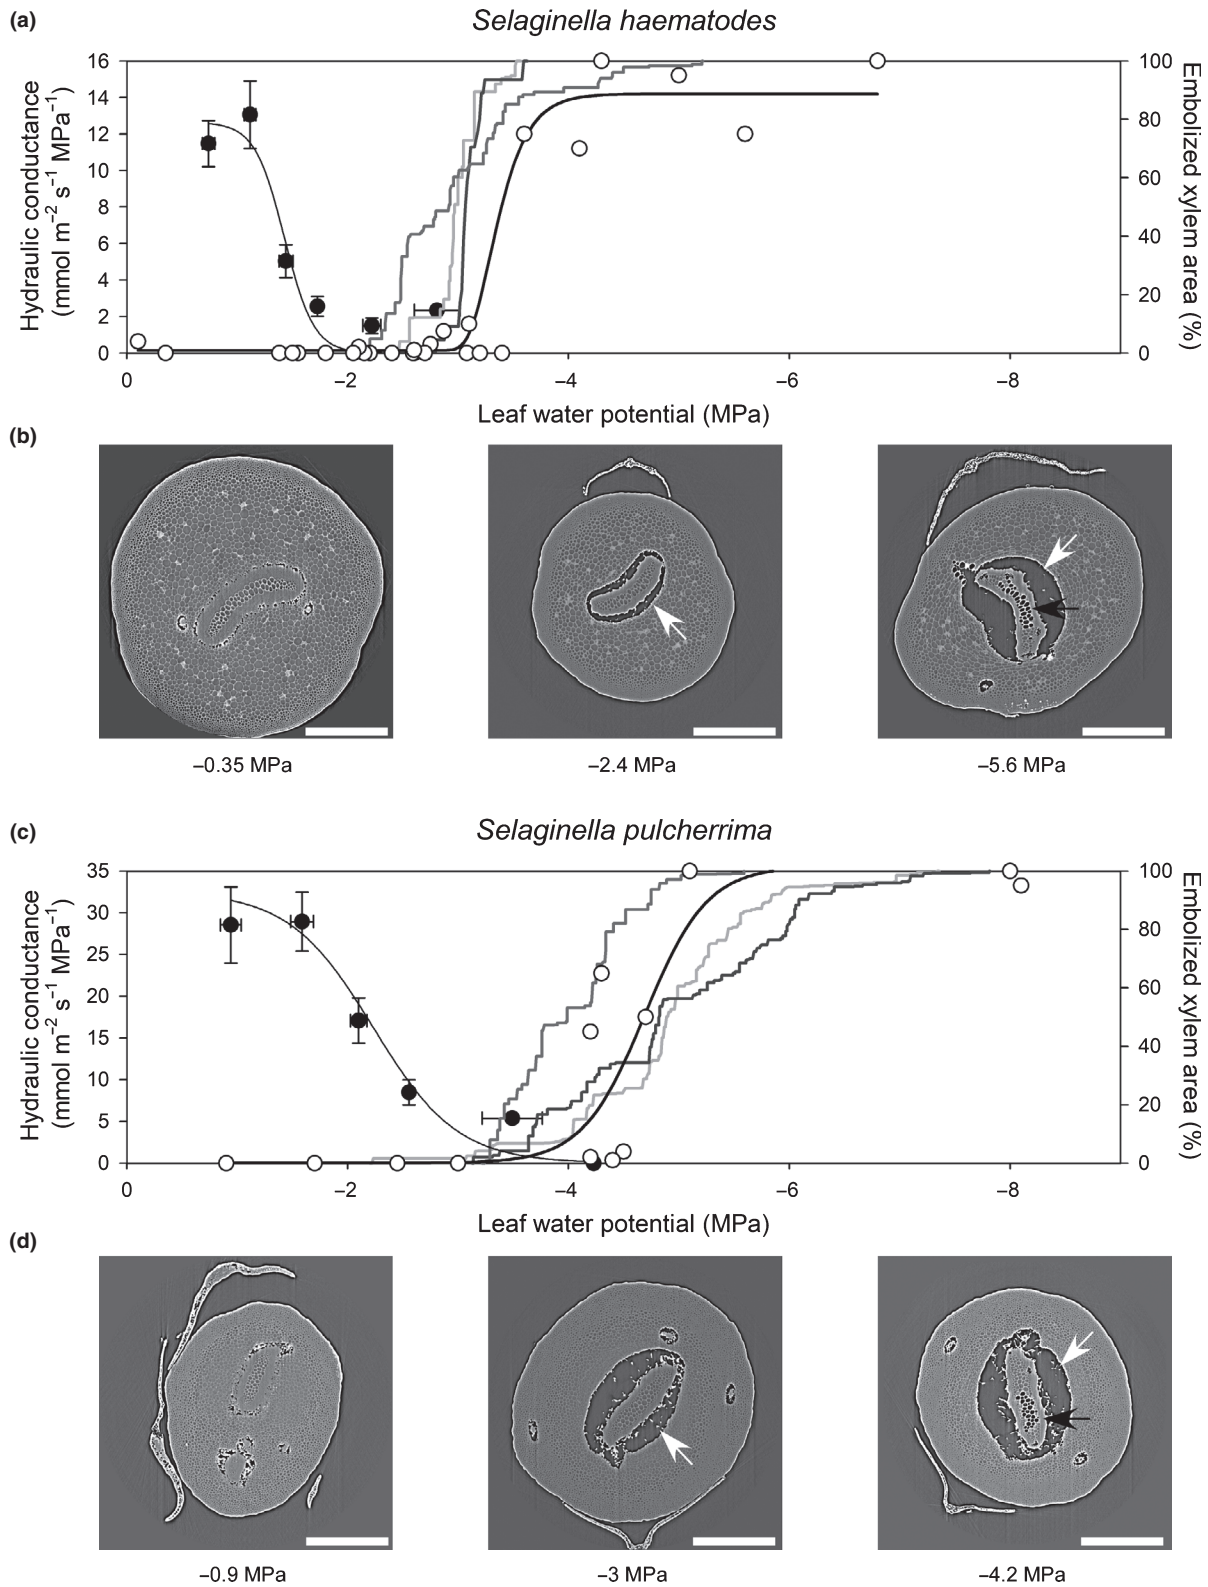 (a)
Selaginella haematodes
Hydraulic conductance
(mmol m⁻² s⁻¹ MPa⁻¹)
16
14
12
10
8
6
4
2
0
100
80
60
40
20
0
Embolized xylem area (%)
0 –2 –4 –6 –8
Leaf water potential (MPa)
(b)
–0.35 MPa –2.4 MPa –5.6 MPa
(c)
Selaginella pulcherrima
Hydraulic conductance
(mmol m⁻² s⁻¹ MPa⁻¹)
35
30
25
20
15
10
5
0
100
80
60
40
20
0
Embolized xylem area (%)
0 –2 –4 –6 –8
Leaf water potential (MPa)
(d)
–0.9 MPa –3 MPa –4.2 MPa